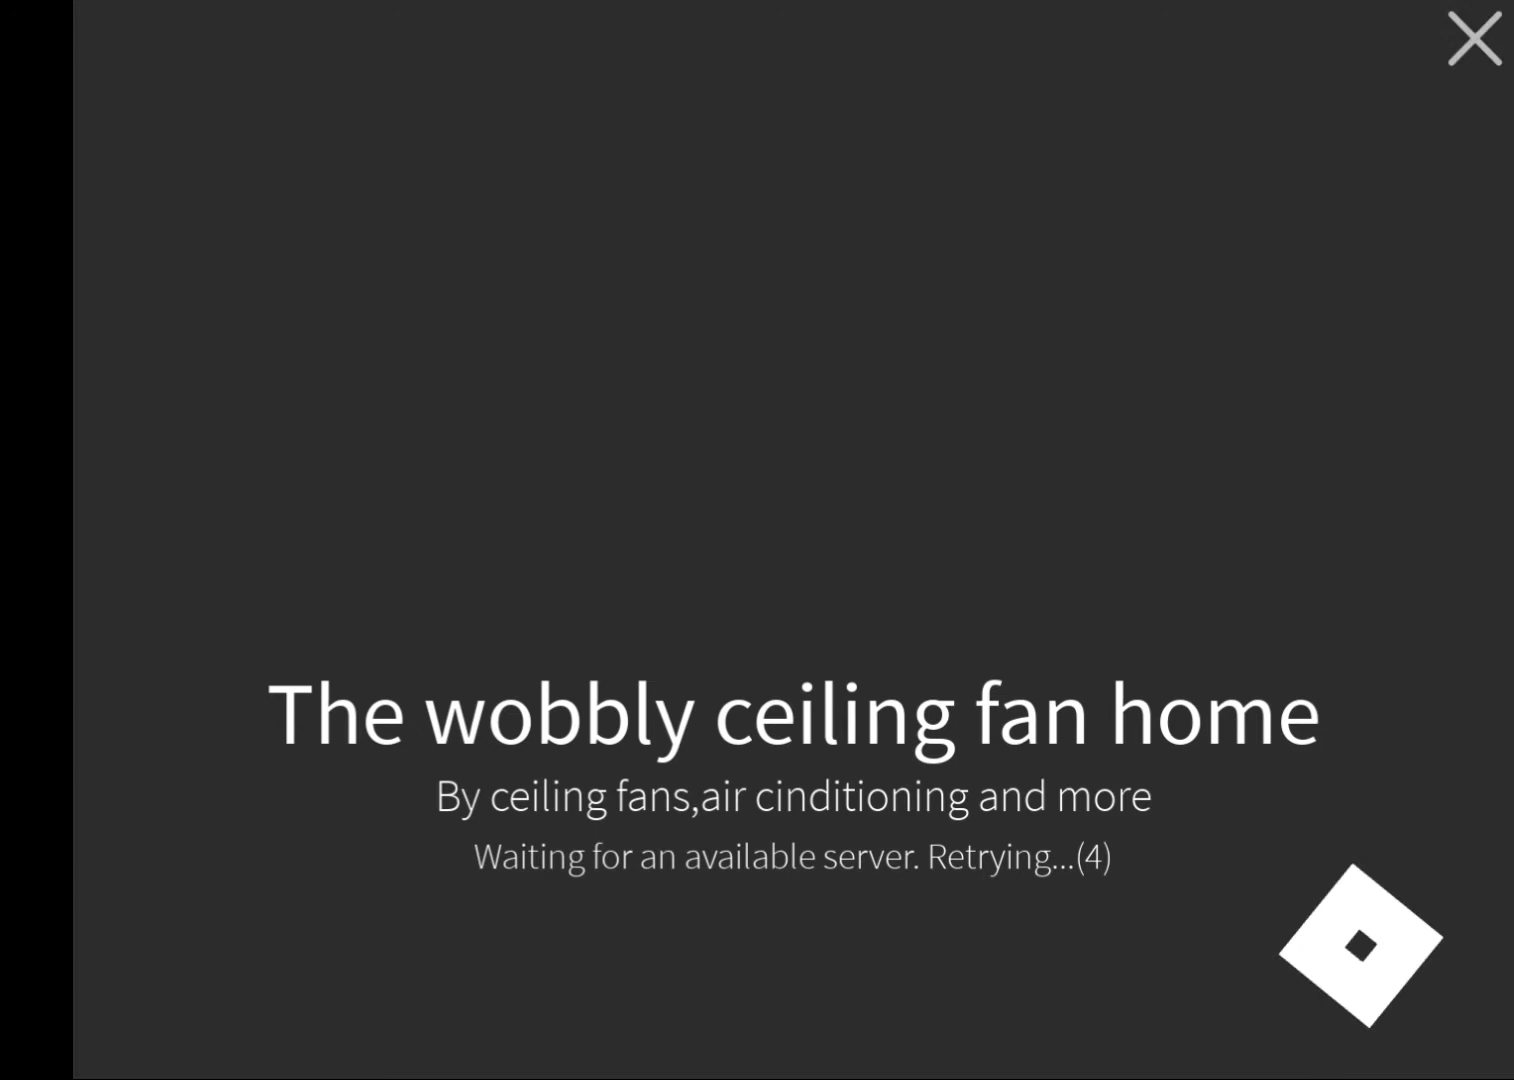 The wobbly ceiling fan home
By ceiling fans,air cinditioning and more
Waiting for an available server. Retrying...(4)